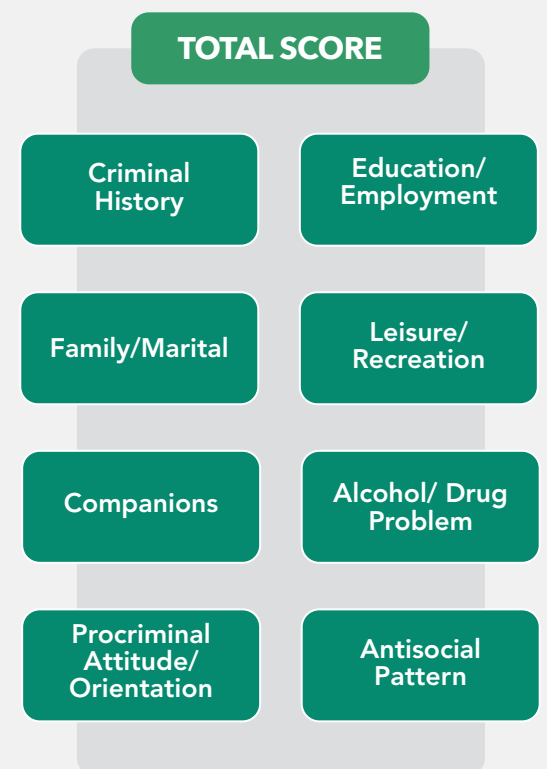 TOTAL SCORE
Criminal
History
Education/
Employment
Family/Marital
Leisure/
Recreation
Companions
Alcohol/ Drug
Problem
Procriminal
Attitude/
Orientation
Antisocial
Pattern